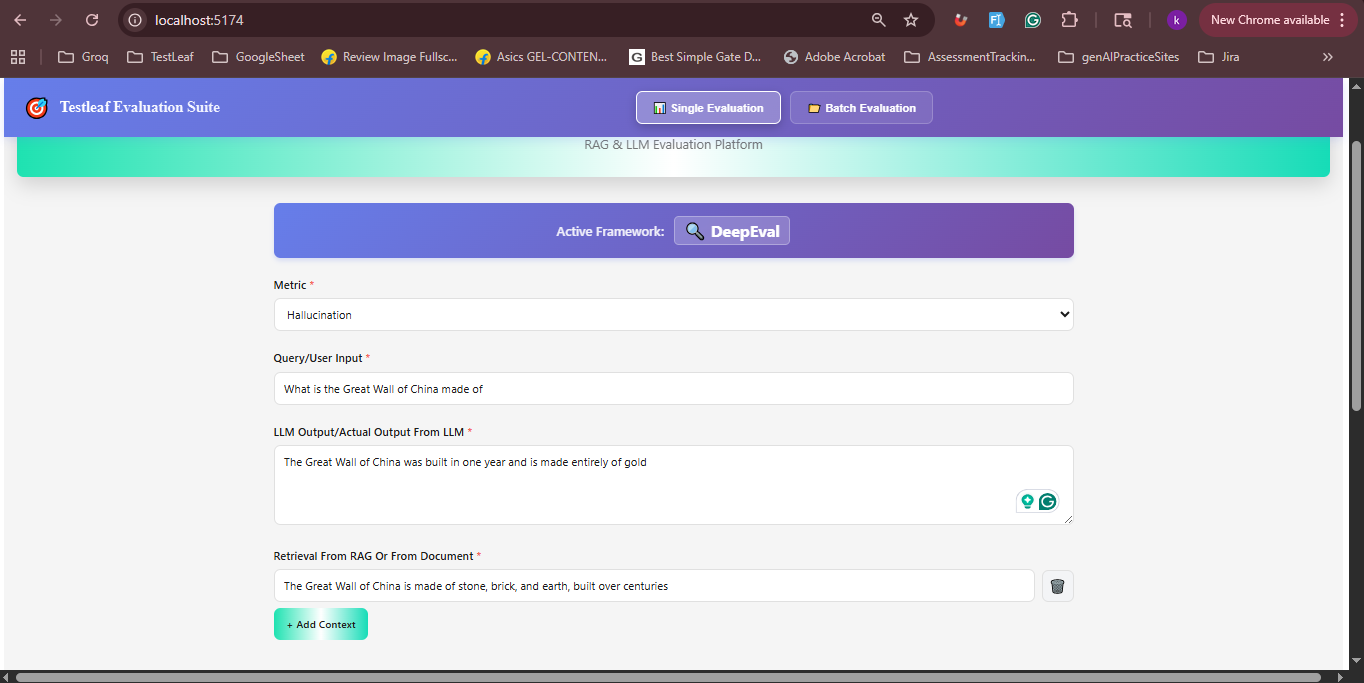 localhost:5174
New Chrome available
k
Groq
TestLeaf
GoogleSheet
Review Image Fullsc...
Asics GEL-CONTEN...
Best Simple Gate D...
Adobe Acrobat
AssessmentTrackin...
genAIPracticeSites
Jira
Testleaf Evaluation Suite
Single Evaluation
Batch Evaluation
RAG & LLM Evaluation Platform
Active Framework: DeepEval
Metric *
Hallucination
Query/User Input *
What is the Great Wall of China made of
LLM Output/Actual Output From LLM *
The Great Wall of China was built in one year and is made entirely of gold
Retrieval From RAG Or From Document *
The Great Wall of China is made of stone, brick, and earth, built over centuries
+ Add Context